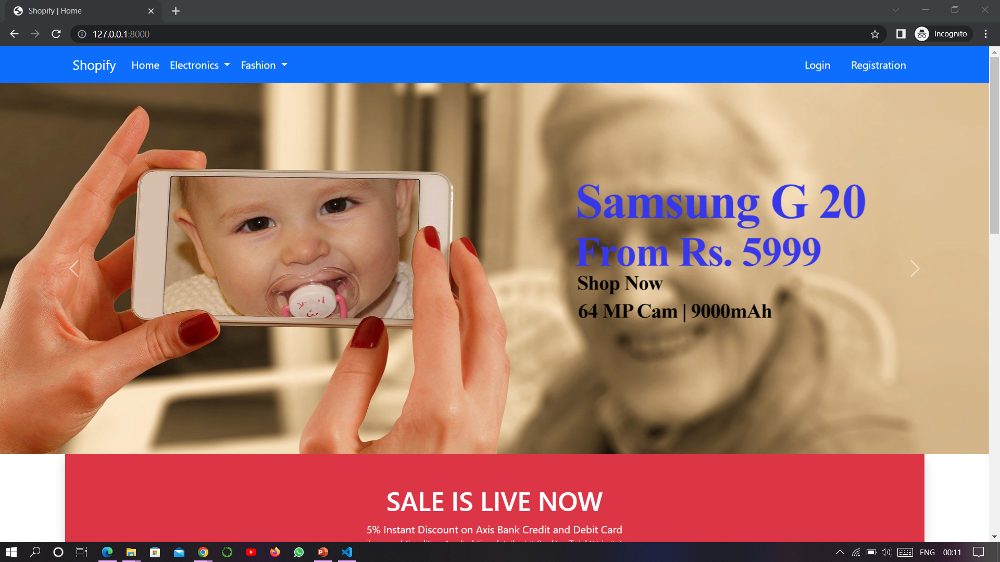 Shopify | Home
127.0.0.1:8000
Incognito
Shopify Home Electronics Fashion Login Registration
Samsung G 20
From Rs. 5999
Shop Now
64 MP Cam | 9000mAh
SALE IS LIVE NOW
5% Instant Discount on Axis Bank Credit and Debit Card
ENG 00:11